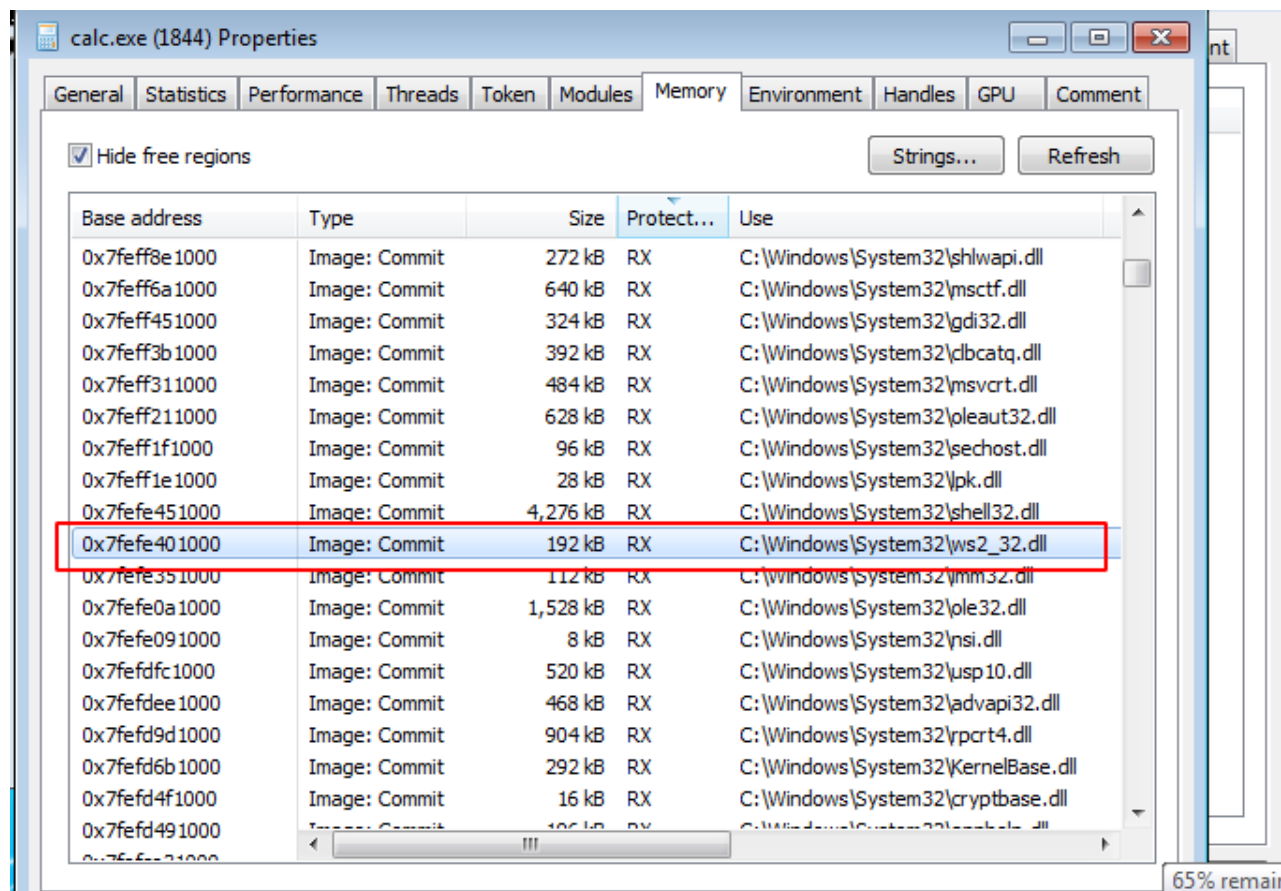 calc.exe (1844) Properties
nt
General Statistics Performance Threads Token Modules Memory Environment Handles GPU Comment
Hide free regions Strings... Refresh
Base address Type Size Protect... Use
0x7feff8e1000 Image: Commit 272 kB RX C:\Windows\System32\shlwapi.dll
0x7feff6a1000 Image: Commit 640 kB RX C:\Windows\System32\msctf.dll
0x7feff451000 Image: Commit 324 kB RX C:\Windows\System32\gdi32.dll
0x7feff3b1000 Image: Commit 392 kB RX C:\Windows\System32\clbcatq.dll
0x7feff311000 Image: Commit 484 kB RX C:\Windows\System32\msvcrt.dll
0x7feff211000 Image: Commit 628 kB RX C:\Windows\System32\oleaut32.dll
0x7feff1f1000 Image: Commit 96 kB RX C:\Windows\System32\sechost.dll
0x7feff1e1000 Image: Commit 28 kB RX C:\Windows\System32\lpk.dll
0x7fefe451000 Image: Commit 4,276 kB RX C:\Windows\System32\shell32.dll
0x7fefe401000 Image: Commit 192 kB RX C:\Windows\System32\ws2_32.dll
0x7fefe351000 Image: Commit 112 kB RX C:\Windows\System32\imm32.dll
0x7fefe0a1000 Image: Commit 1,528 kB RX C:\Windows\System32\ole32.dll
0x7fefe091000 Image: Commit 8 kB RX C:\Windows\System32\nsi.dll
0x7fefdfc1000 Image: Commit 520 kB RX C:\Windows\System32\usp10.dll
0x7fefdee1000 Image: Commit 468 kB RX C:\Windows\System32\advapi32.dll
0x7fefd9d1000 Image: Commit 904 kB RX C:\Windows\System32\rpcrt4.dll
0x7fefd6b1000 Image: Commit 292 kB RX C:\Windows\System32\KernelBase.dll
0x7fefd4f1000 Image: Commit 16 kB RX C:\Windows\System32\cryptbase.dll
0x7fefd491000
65% remai